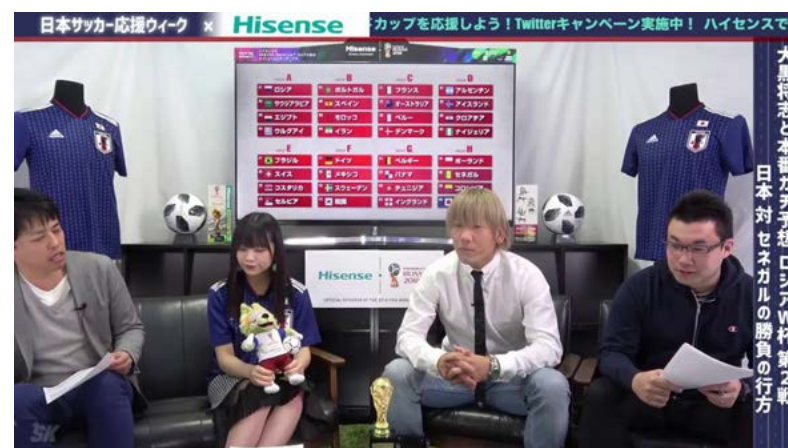 日本サッカー応援ウィーク × Hisense
ドカップを応援しよう！Twitterキャンペーン実施中！ ハイセンスで
大黒将志と本番ガチ予想 ロシアW杯 第2戦
日本 対 セネガルの勝負の行方
Hisense
A
ロシア
サウジアラビア
エジプト
ウルグアイ
B
ポルトガル
スペイン
モロッコ
イラン
C
フランス
オーストラリア
ペルー
デンマーク
D
アルゼンチン
アイスランド
クロアチア
ナイジェリア
E
ブラジル
スイス
コスタリカ
セルビア
F
ドイツ
メキシコ
スウェーデン
韓国
G
ベルギー
パナマ
チュニジア
イングランド
H
ポーランド
セネガル
コロンビア
Hisense
SK